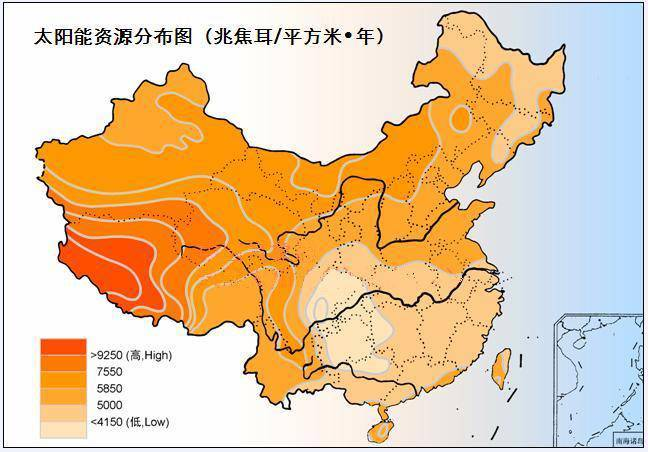 太阳能资源分布图（兆焦耳/平方米•年）
>9250 (高,High)
7550
5850
5000
<4150 (低,Low)
南海诸岛